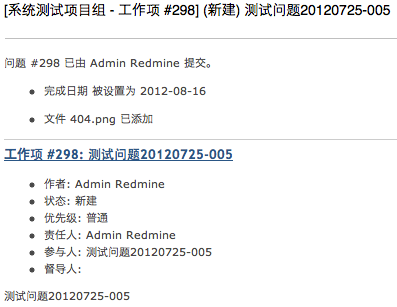 [系统测试项目组 - 工作项 #298] (新建) 测试问题20120725-005
问题 #298 已由 Admin Redmine 提交。
完成日期 被设置为 2012-08-16
文件 404.png 已添加
工作项 #298: 测试问题20120725-005
作者: Admin Redmine
状态: 新建
优先级: 普通
责任人: Admin Redmine
参与人: 测试问题20120725-005
督导人:
测试问题20120725-005